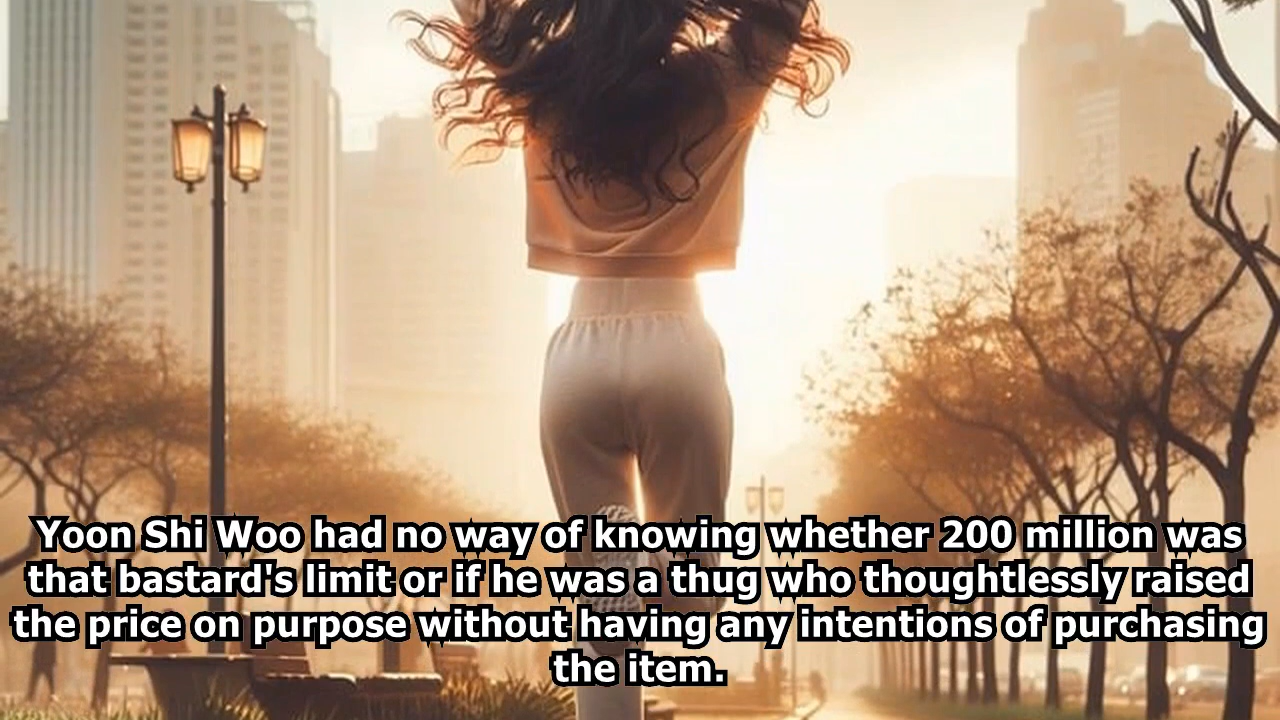 Yoon Shi Woo had no way of knowing whether 200 million was
that bastard's limit or if he was a thug who thoughtlessly raised
the price on purpose without having any intentions of purchasing
the item.